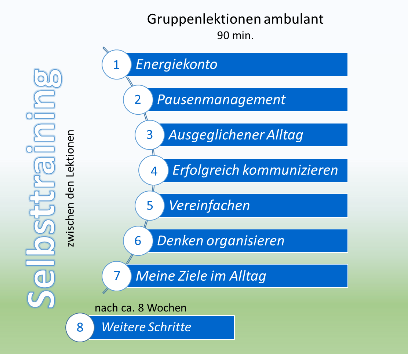 Gruppenlektionen ambulant
90 min.
Selbsttraining
zwischen den Lektionen
1 Energiekonto
2 Pausenmanagement
3 Ausgeglichener Alltag
4 Erfolgreich kommunizieren
5 Vereinfachen
6 Denken organisieren
7 Meine Ziele im Alltag
nach ca. 8 Wochen
8 Weitere Schritte